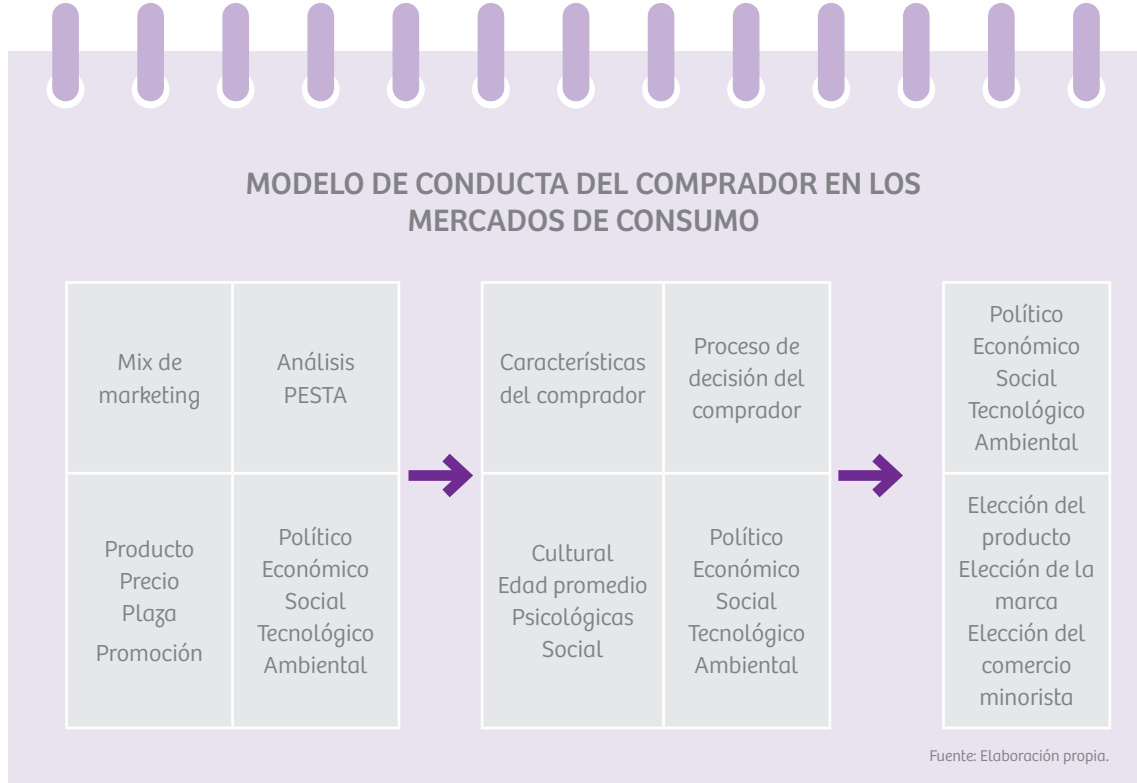 MODELO DE CONDUCTA DEL COMPRADOR EN LOS
MERCADOS DE CONSUMO
Mix de
marketing
Análisis
PESTA
Características
del comprador
Proceso de
decisión del
comprador
Político
Económico
Social
Tecnológico
Ambiental
Producto
Precio
Plaza
Promoción
Político
Económico
Social
Tecnológico
Ambiental
Cultural
Edad promedio
Psicológicas
Social
Político
Económico
Social
Tecnológico
Ambiental
Elección del
producto
Elección de la
marca
Elección del
comercio
minorista
Fuente: Elaboración propia.